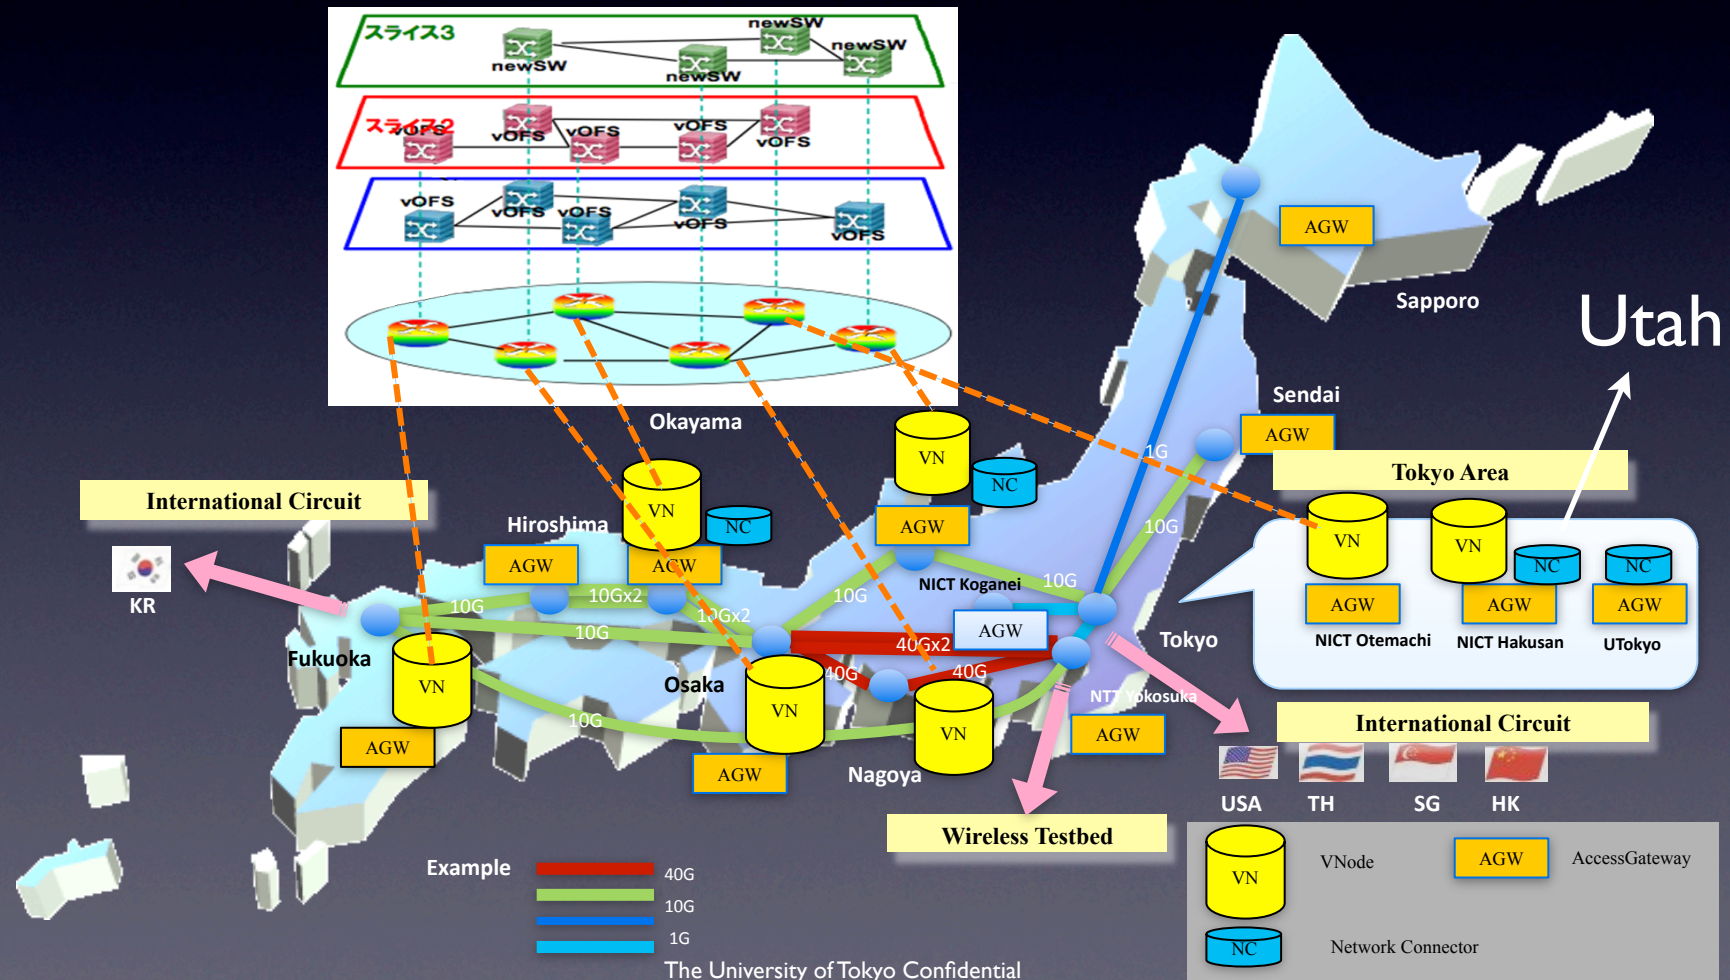 スライス3
newSW
newSW
newSW
newSW
スライス2
vOFS
vOFS
vOFS
vOFS
vOFS
vOFS
vOFS
vOFS
vOFS
vOFS
AGW
Sapporo
Utah
Sendai
AGW
Okayama
1G
Tokyo Area
International Circuit
VN
NC
AGW
Hiroshima
VN
NC
10G
VN
VN
NC
NC
AGW
AGW
KR
NICT Koganei
10G
AGW
AGW
AGW
10G
10Gx2
10G
10Gx2
10G
AGW
40Gx2
Tokyo
NICT Otemachi
NICT Hakusan
UTokyo
Fukuoka
Osaka
40G
40G
VN
VN
NTT Yokosuka
10G
VN
International Circuit
AGW
AGW
AGW
Nagoya
USA
TH
SG
HK
Wireless Testbed
VN
VNode
AGW
AccessGateway
NC
Network Connector
Example
40G
10G
1G
The University of Tokyo Confidential